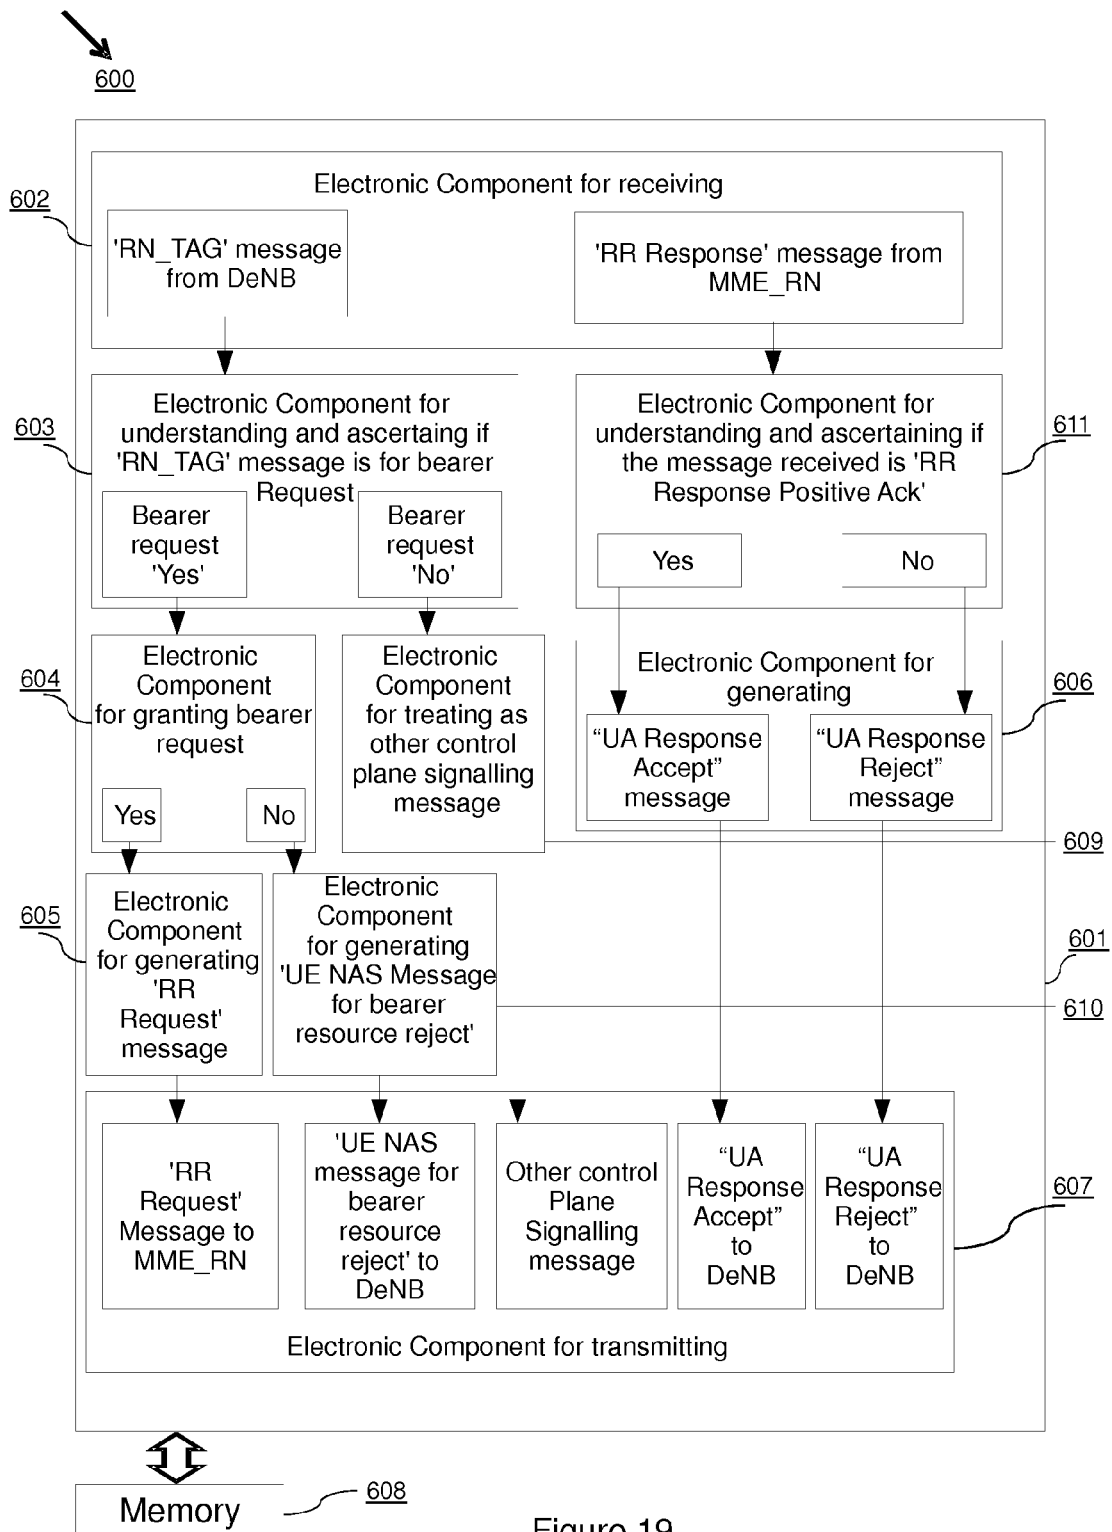 600
Electronic Component for receiving
602
'RN_TAG' message
from DeNB
'RR Response' message from
MME_RN
Electronic Component for
understanding and ascertaing if
'RN_TAG' message is for bearer
Request
603
Bearer
request
'Yes'
Bearer
request
'No'
Electronic Component for
understanding and ascertaining if
the message received is 'RR
Response Positive Ack'
611
Yes
No
Electronic
Component
for granting bearer
request
604
Yes
No
Electronic
Component
for treating as
other control
plane signalling
message
609
Electronic Component for
generating
606
“UA Response
Accept”
message
“UA Response
Reject”
message
605
Electronic
Component
for generating
'RR
Request'
message
Electronic
Component
for generating
'UE NAS Message
for bearer
resource reject'
601
610
'RR
Request'
Message to
MME_RN
'UE NAS
message for
bearer
resource
reject' to
DeNB
Other control
Plane
Signalling
message
“UA
Response
Accept”
to
DeNB
“UA
Response
Reject”
to
DeNB
607
Electronic Component for transmitting
Memory
608
Figure 19